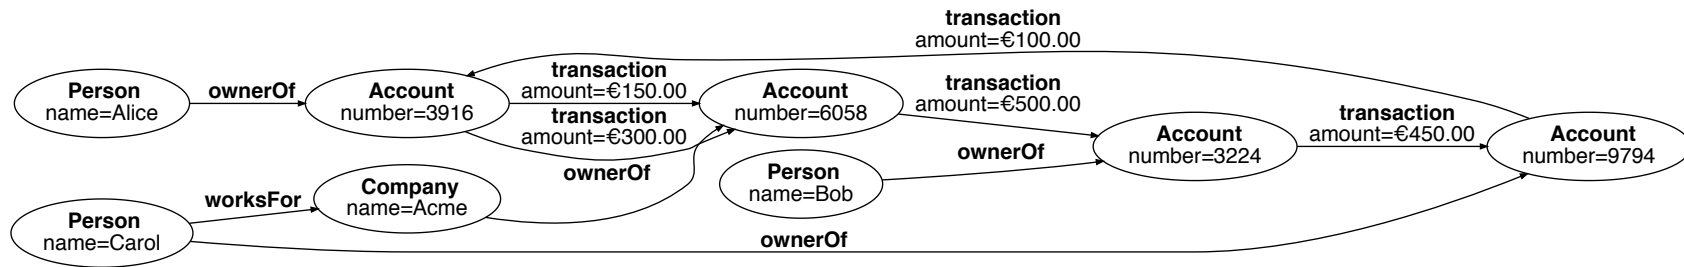 transaction
amount=€100.00
Person
name=Alice
ownerOf
Account
number=3916
transaction
amount=€150.00
transaction
amount=€300.00
Account
number=6058
transaction
amount=€500.00
Account
number=3224
transaction
amount=€450.00
Account
number=9794
ownerOf
Person
name=Bob
ownerOf
Person
name=Carol
worksFor
Company
name=Acme
ownerOf